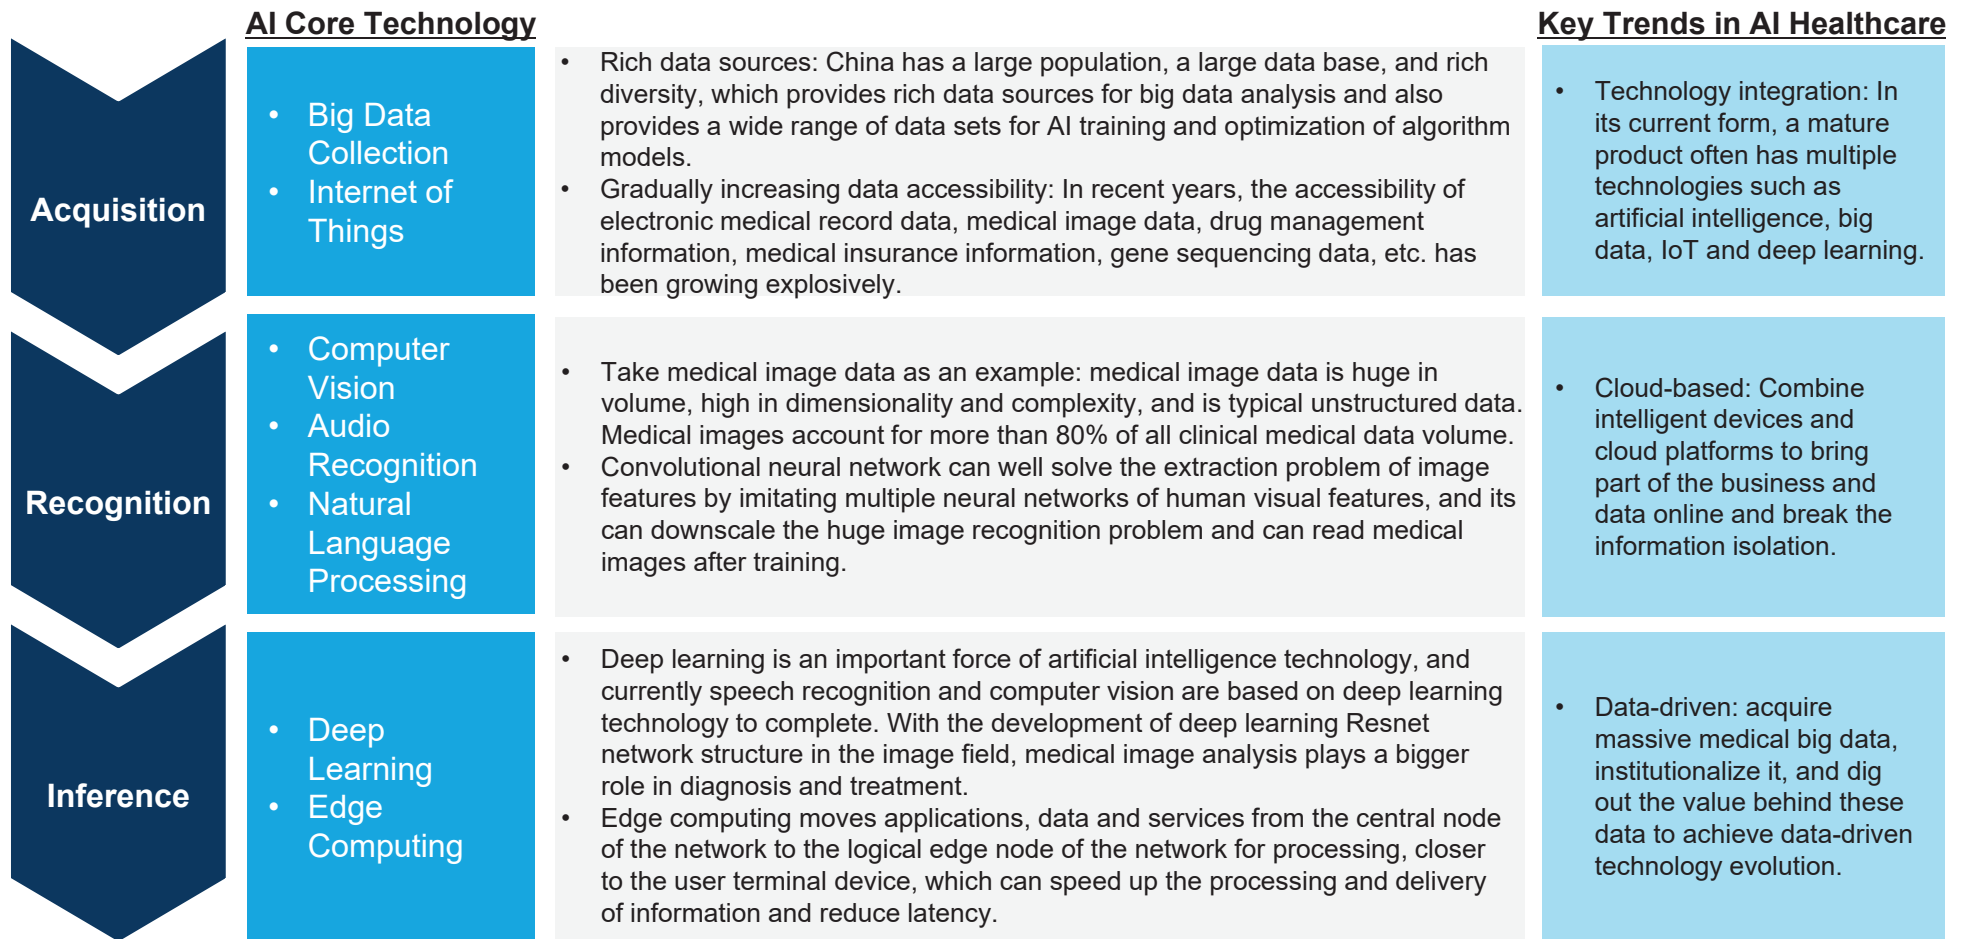 AI Core Technology
Key Trends in AI Healthcare
Acquisition
• Big Data
Collection
• Internet of
Things
• Rich data sources: China has a large population, a large data base, and rich
diversity, which provides rich data sources for big data analysis and also
provides a wide range of data sets for AI training and optimization of algorithm
models.
• Gradually increasing data accessibility: In recent years, the accessibility of
electronic medical record data, medical image data, drug management
information, medical insurance information, gene sequencing data, etc. has
been growing explosively.
• Technology integration: In
its current form, a mature
product often has multiple
technologies such as
artificial intelligence, big
data, IoT and deep learning.
Recognition
• Computer
Vision
• Audio
Recognition
• Natural
Language
Processing
• Take medical image data as an example: medical image data is huge in
volume, high in dimensionality and complexity, and is typical unstructured data.
Medical images account for more than 80% of all clinical medical data volume.
• Convolutional neural network can well solve the extraction problem of image
features by imitating multiple neural networks of human visual features, and its
can downscale the huge image recognition problem and can read medical
images after training.
• Cloud-based: Combine
intelligent devices and
cloud platforms to bring
part of the business and
data online and break the
information isolation.
Inference
• Deep
Learning
• Edge
Computing
• Deep learning is an important force of artificial intelligence technology, and
currently speech recognition and computer vision are based on deep learning
technology to complete. With the development of deep learning Resnet
network structure in the image field, medical image analysis plays a bigger
role in diagnosis and treatment.
• Edge computing moves applications, data and services from the central node
of the network to the logical edge node of the network for processing, closer
to the user terminal device, which can speed up the processing and delivery
of information and reduce latency.
• Data-driven: acquire
massive medical big data,
institutionalize it, and dig
out the value behind these
data to achieve data-driven
technology evolution.